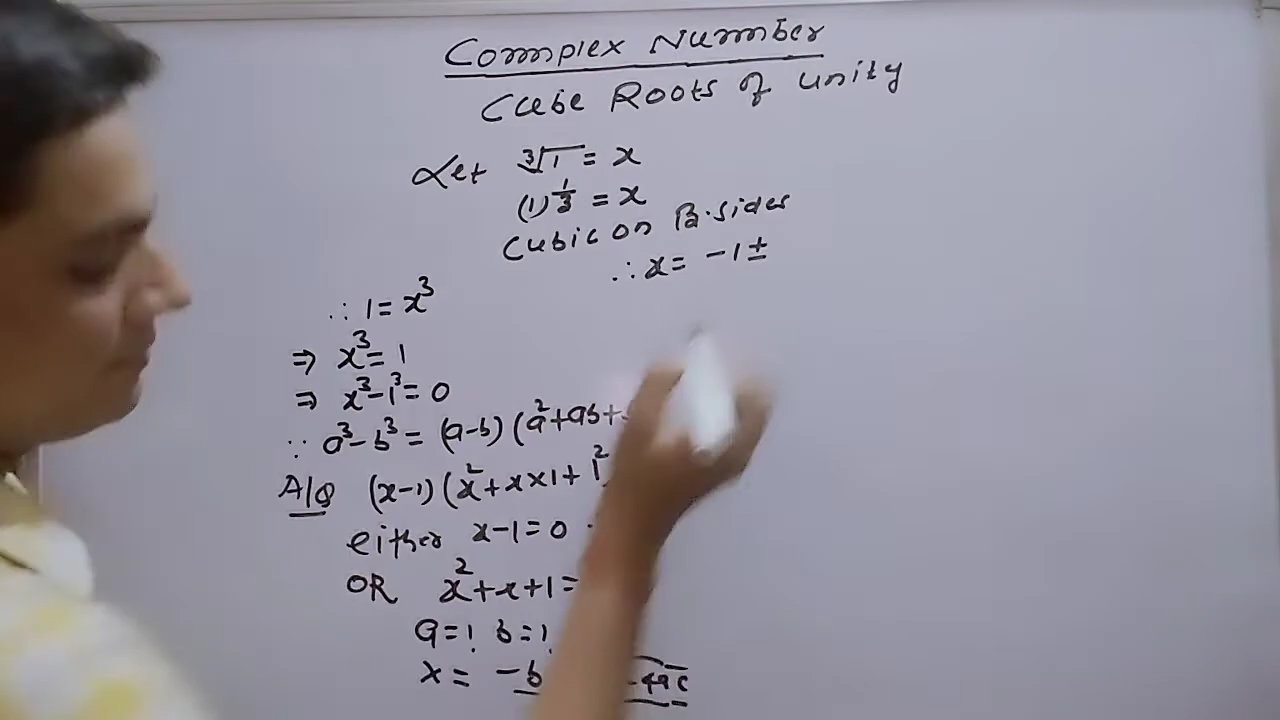 Complex Number
Cube Roots of unity
Let ∛1 = x
(1)^1/3 = x
Cubic on B.sides
∴ x = -1 ±
∴ 1 = x³
⇒ x³ = 1
⇒ x³ - 1³ = 0
∵ a³ - b³ = (a-b) (a² + ab +
A/Q (x-1) (x² + x×1 + 1²
either x-1 = 0
OR x² + x + 1 =
a = 1, b = 1,
x = -b -4ac